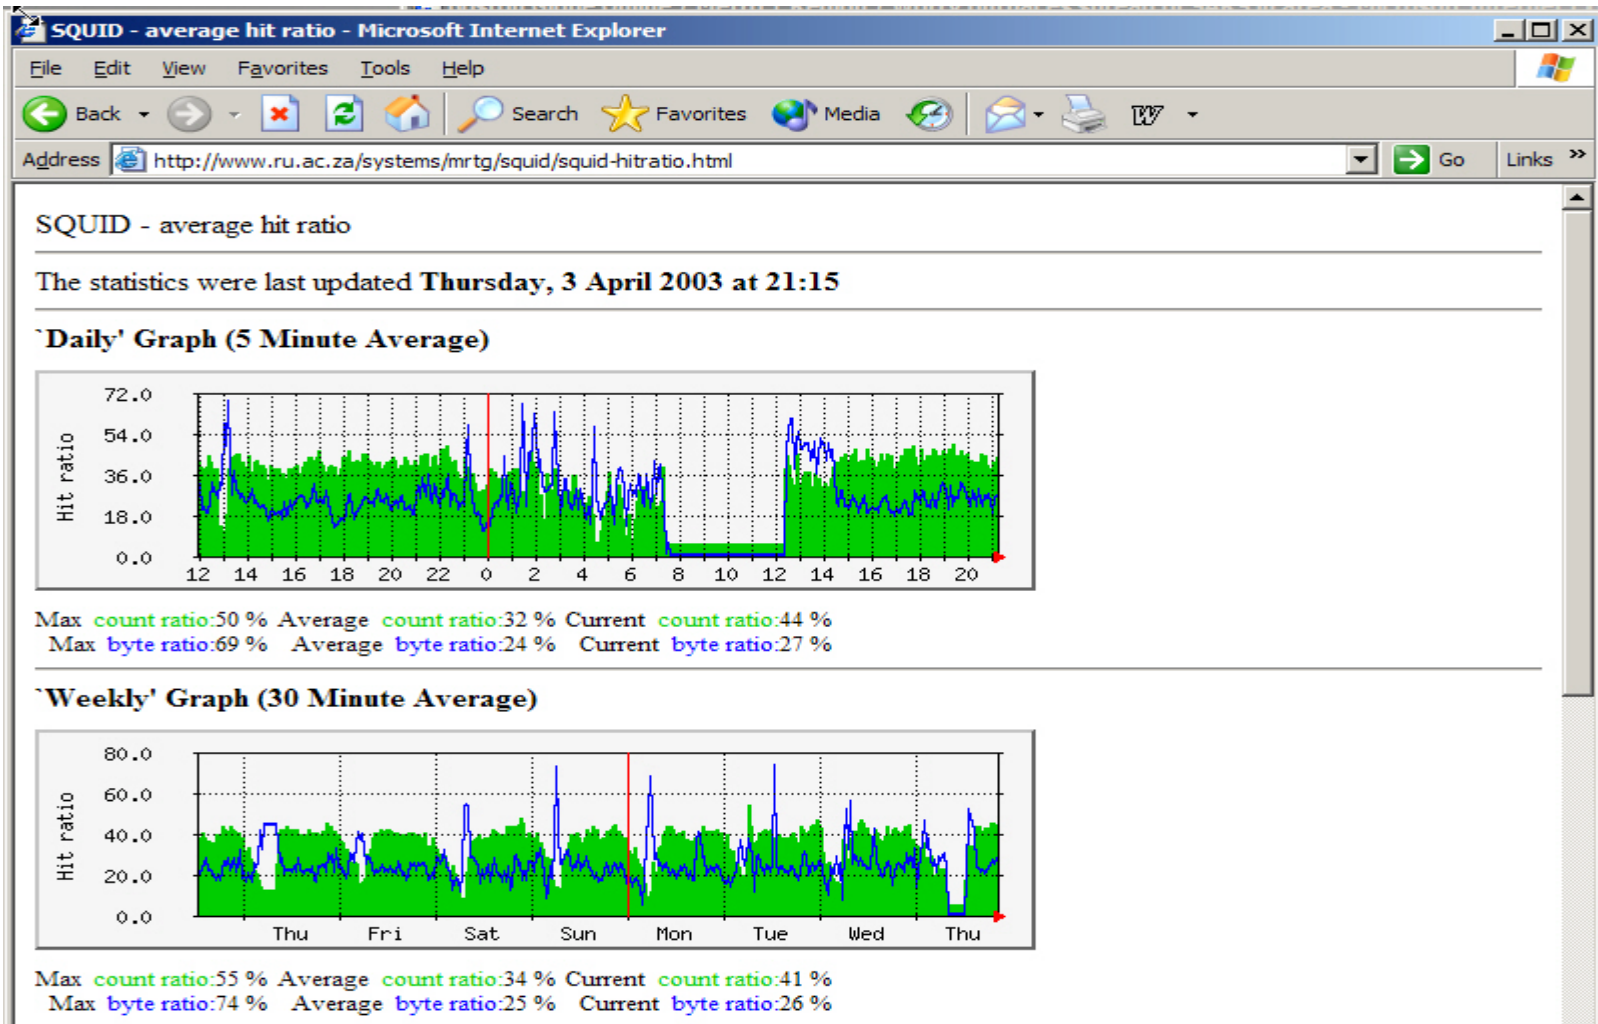 SQUID - average hit ratio - Microsoft Internet Explorer
File Edit View Favorites Tools Help
Back Search Favorites Media
Address http://www.ru.ac.za/systems/mrtg/squid/squid-hitratio.html Go Links »
SQUID - average hit ratio
The statistics were last updated Thursday, 3 April 2003 at 21:15
`Daily' Graph (5 Minute Average)
Hit ratio
72.0
54.0
36.0
18.0
0.0
12 14 16 18 20 22 0 2 4 6 8 10 12 14 16 18 20
Max count ratio:50 % Average count ratio:32 % Current count ratio:44 %
Max byte ratio:69 % Average byte ratio:24 % Current byte ratio:27 %
`Weekly' Graph (30 Minute Average)
Hit ratio
80.0
60.0
40.0
20.0
0.0
Thu Fri Sat Sun Mon Tue Wed Thu
Max count ratio:55 % Average count ratio:34 % Current count ratio:41 %
Max byte ratio:74 % Average byte ratio:25 % Current byte ratio:26 %